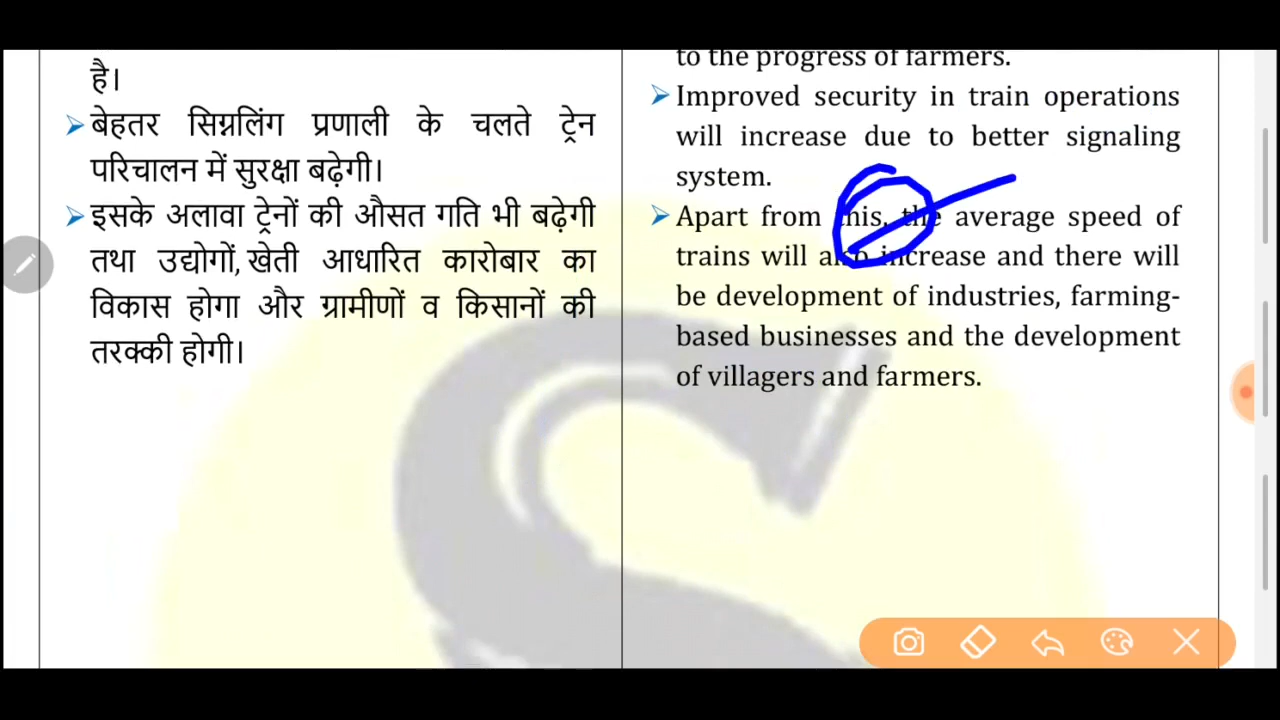 है।
बेहतर सिग्नलिंग प्रणाली के चलते ट्रेन
परिचालन में सुरक्षा बढ़ेगी।
इसके अलावा ट्रेनों की औसत गति भी बढ़ेगी
तथा उद्योगों, खेती आधारित कारोबार का
विकास होगा और ग्रामीणों व किसानों की
तरक्की होगी।
to the progress of farmers.
Improved security in train operations
will increase due to better signaling
system.
Apart from this, the average speed of
trains will also increase and there will
be development of industries, farming-
based businesses and the development
of villagers and farmers.